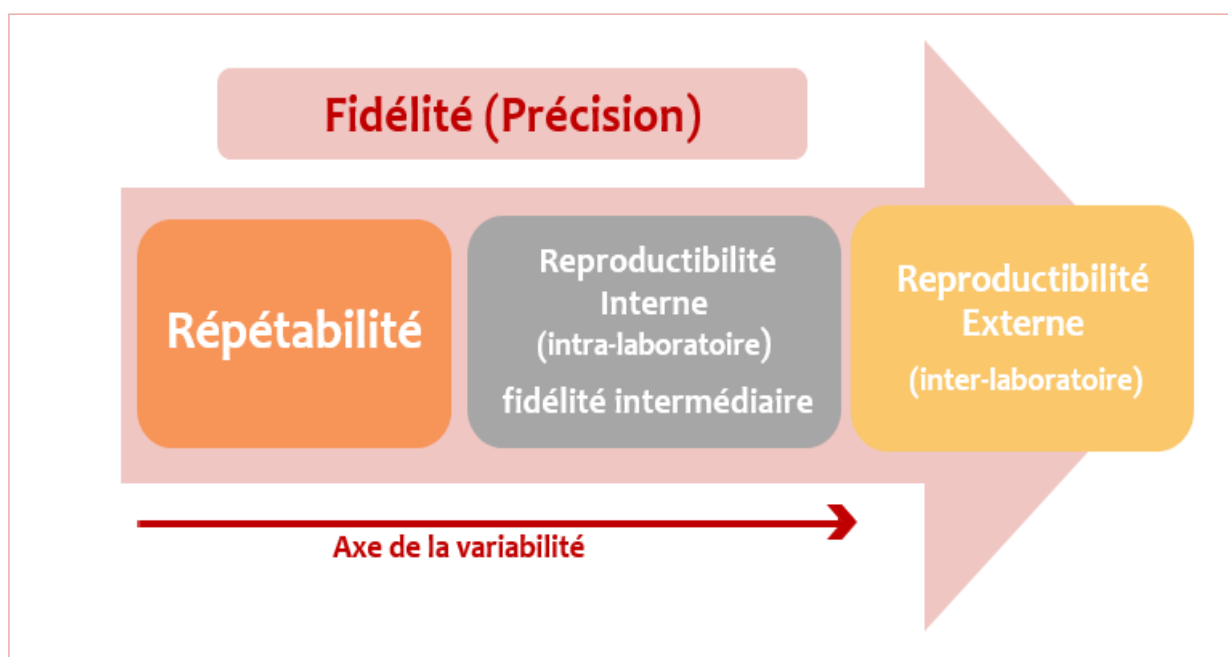 Fidélité (Précision)
Répétabilité
Reproductibilité
Interne
(intra-laboratoire)
fidélité intermédiaire
Reproductibilité
Externe
(inter-laboratoire)
Axe de la variabilité